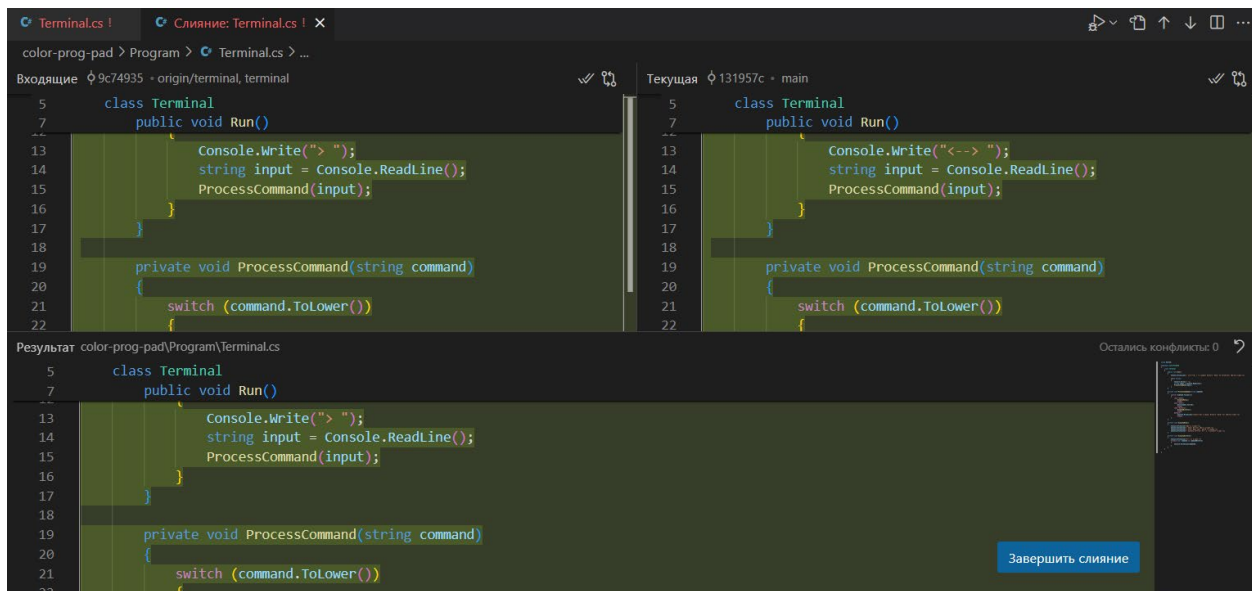 Terminal.cs !
Слияние: Terminal.cs !
color-prog-pad > Program > Terminal.cs > ...
Входящие 9c74935 • origin/terminal, terminal
5 class Terminal
7 public void Run()
12 {
13 Console.Write("> ");
14 string input = Console.ReadLine();
15 ProcessCommand(input);
16 }
17 }
18
19 private void ProcessCommand(string command)
20 {
21 switch (command.ToLower())
22 {
Текущая 131957c • main
5 class Terminal
7 public void Run()
12 {
13 Console.Write("<--> ");
14 string input = Console.ReadLine();
15 ProcessCommand(input);
16 }
17 }
18
19 private void ProcessCommand(string command)
20 {
21 switch (command.ToLower())
22 {
Результат color-prog-pad\Program\Terminal.cs
Остались конфликты: 0
5 class Terminal
7 public void Run()
12 {
13 Console.Write("> ");
14 string input = Console.ReadLine();
15 ProcessCommand(input);
16 }
17 }
18
19 private void ProcessCommand(string command)
20 {
21 switch (command.ToLower())
22 {
Завершить слияние